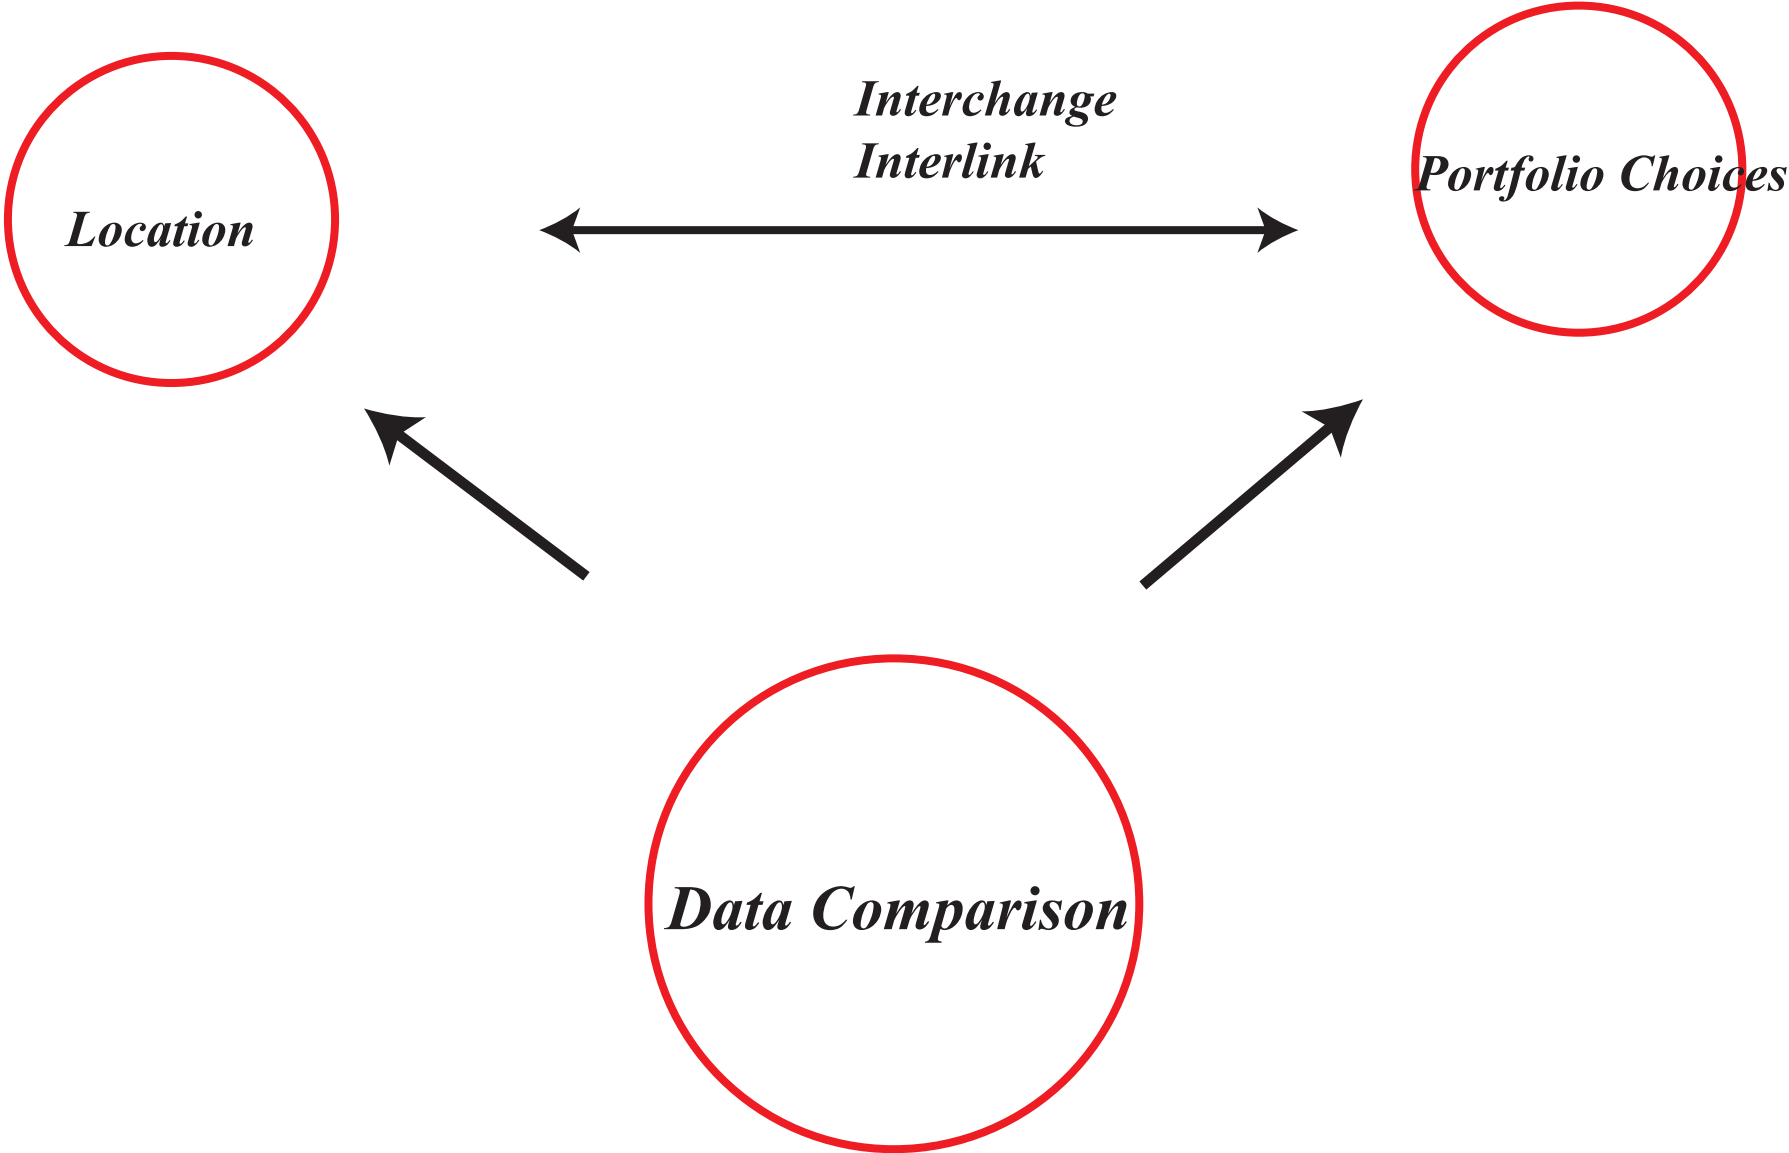 Interchange
Interlink
Location
Portfolio Choices
Data Comparison